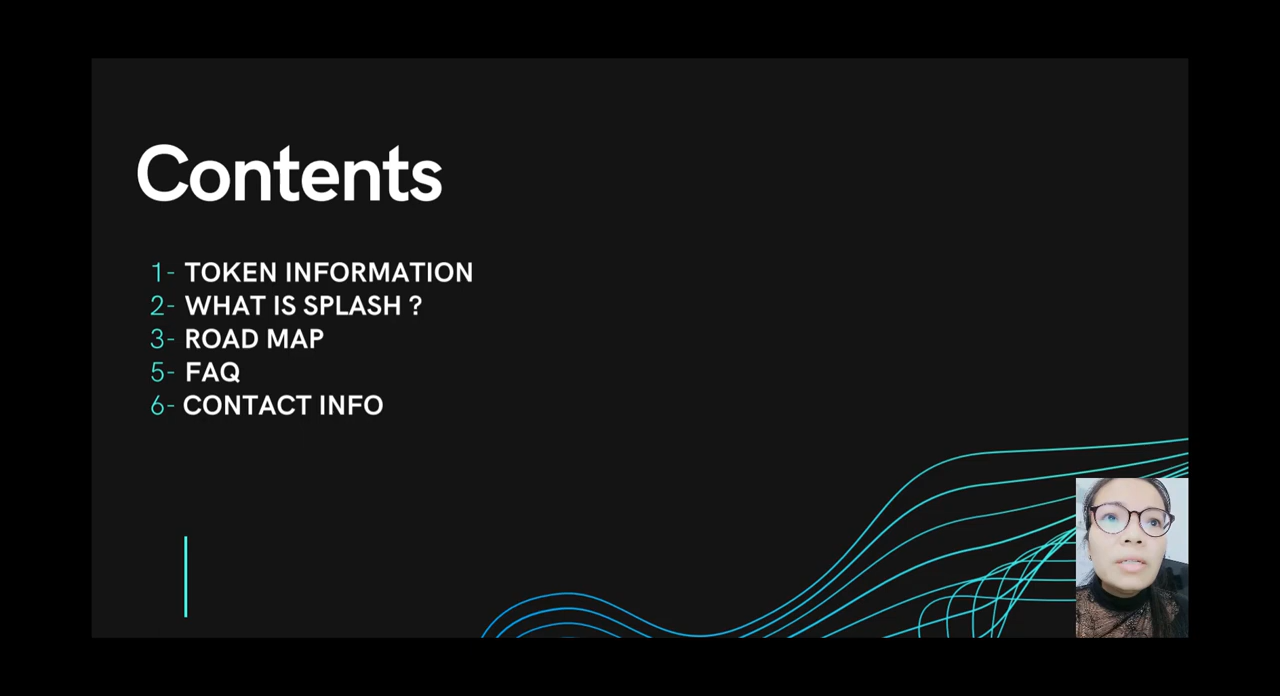 Contents
1- TOKEN INFORMATION
2- WHAT IS SPLASH ?
3- ROAD MAP
5- FAQ
6- CONTACT INFO